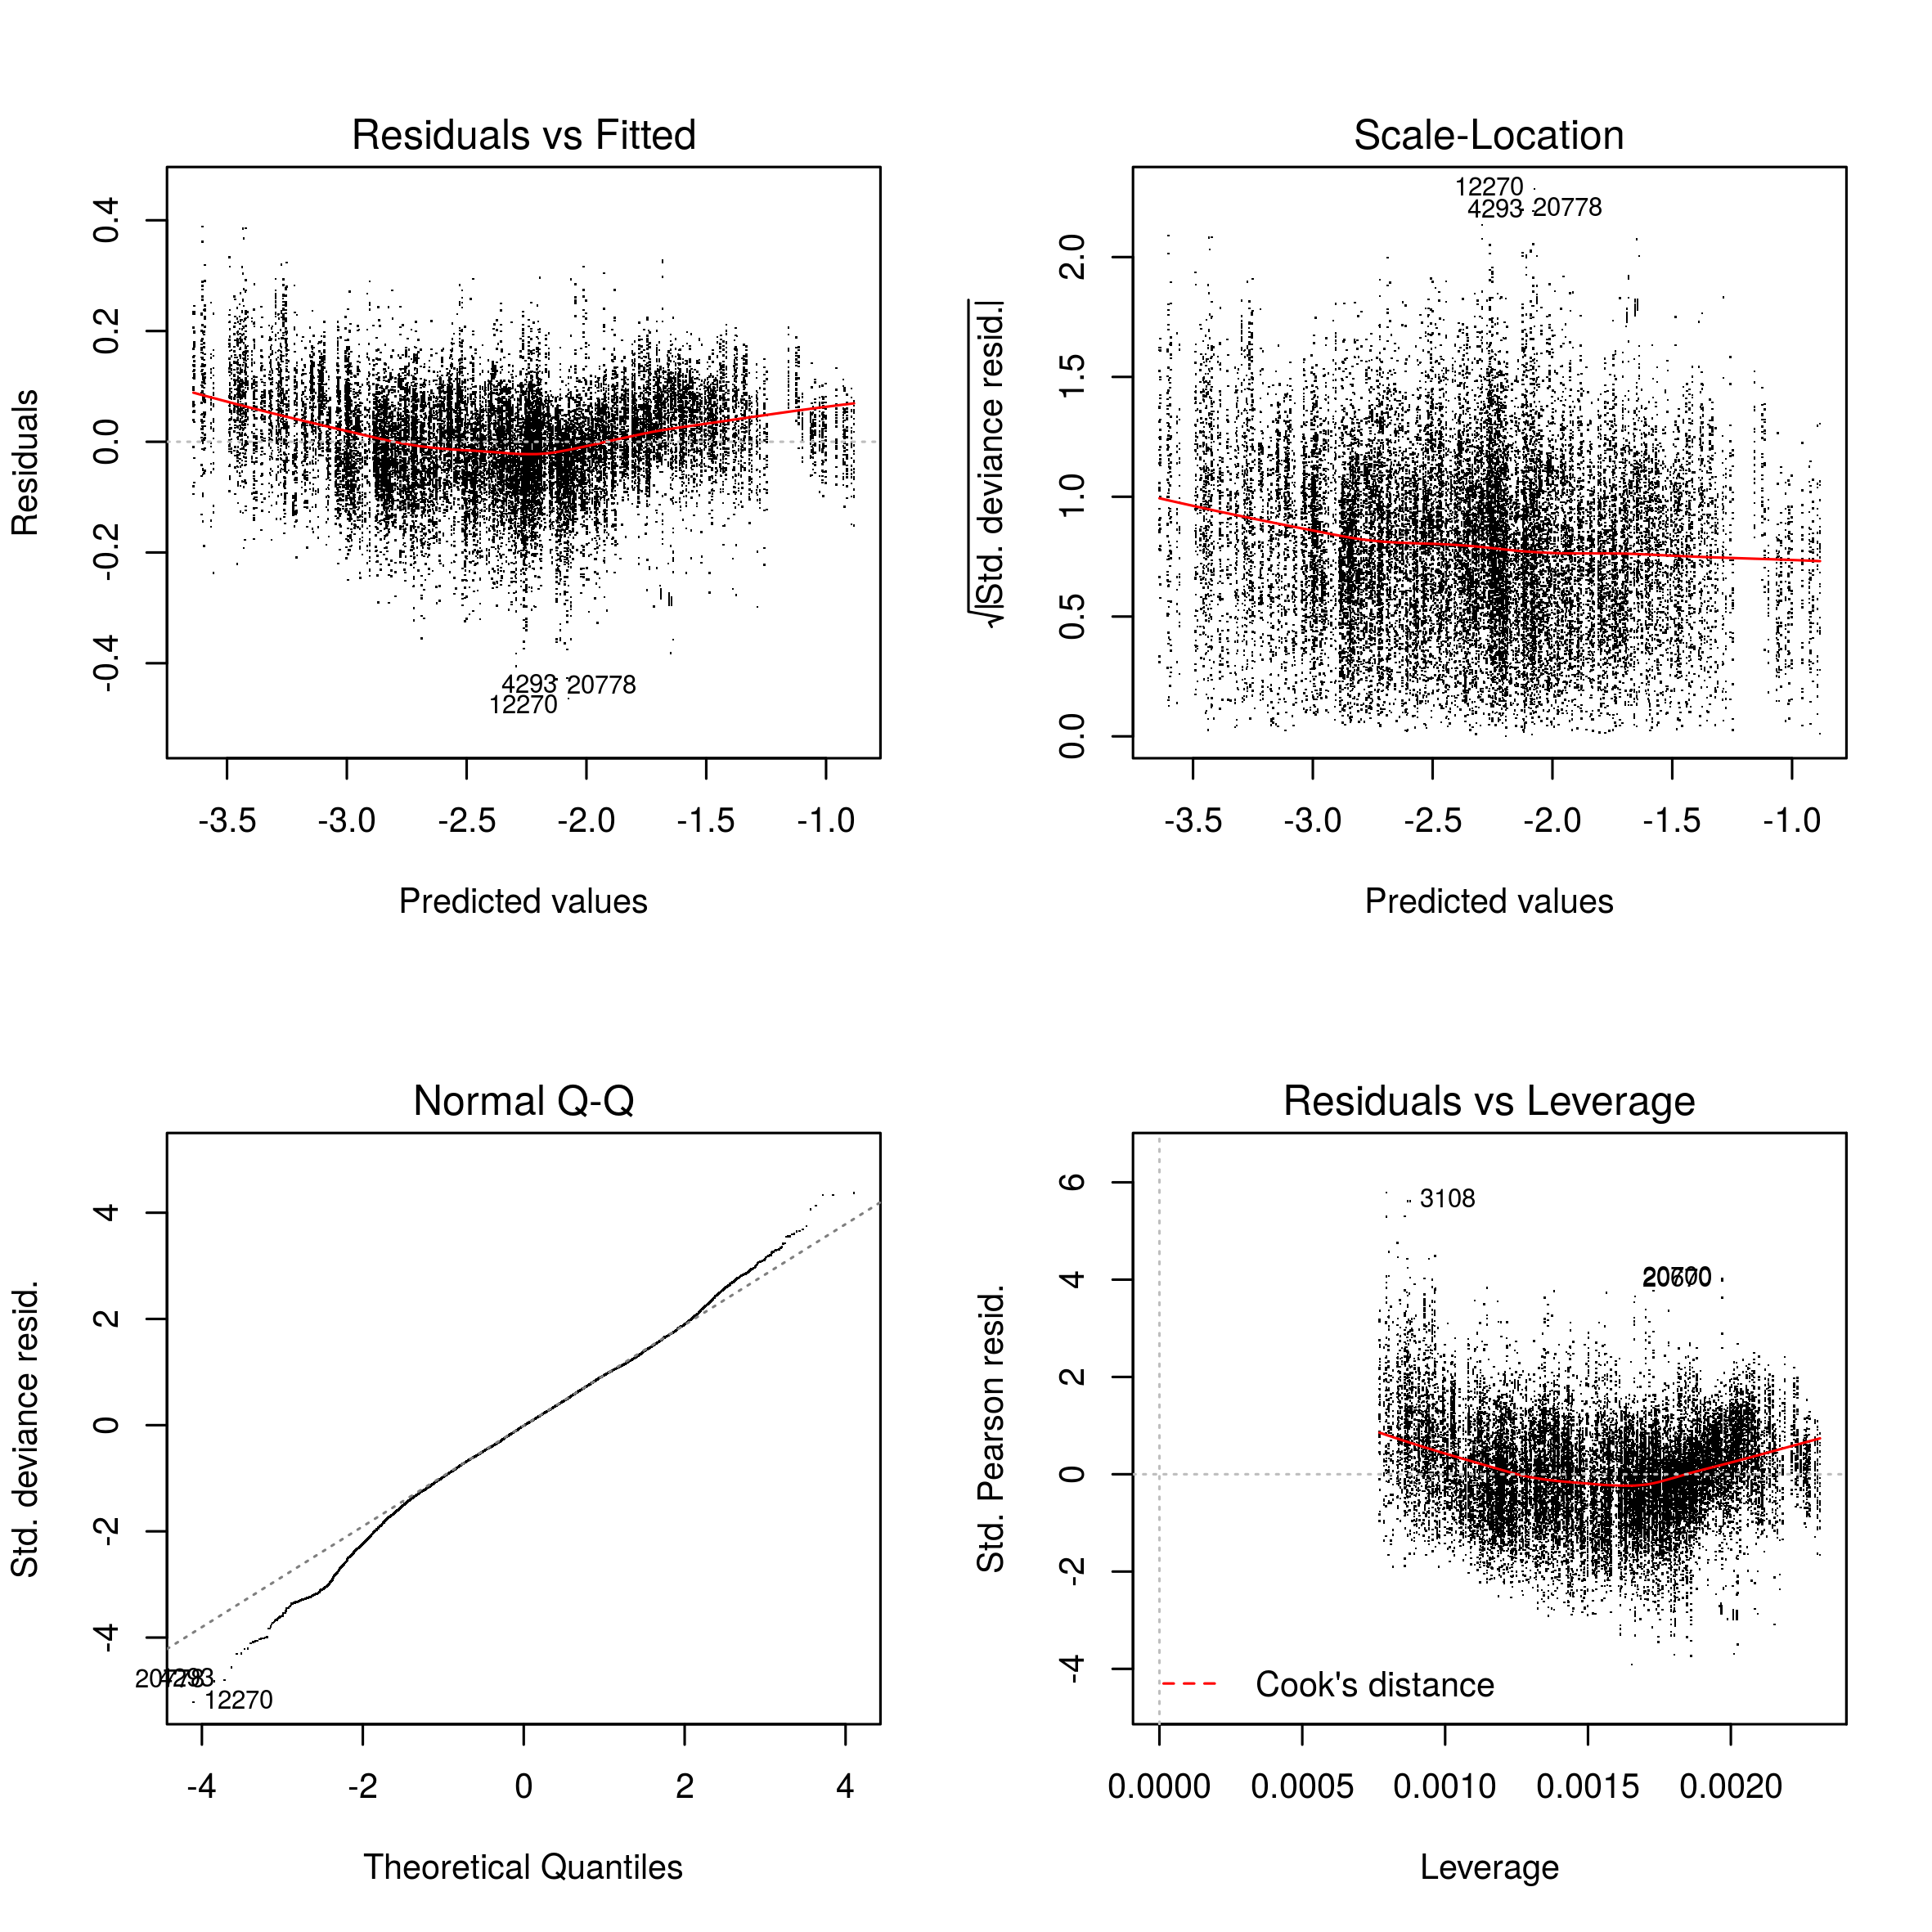 Residuals vs Fitted
0.4
0.2
0.0
-0.2
-0.4
Residuals
4293
20778
12270
-3.5 -3.0 -2.5 -2.0 -1.5 -1.0
Predicted values
Scale-Location
2.0
1.5
1.0
0.5
0.0
√|Std. deviance resid.|
12270
4293
20778
-3.5 -3.0 -2.5 -2.0 -1.5 -1.0
Predicted values
Normal Q-Q
4
2
0
-2
-4
Std. deviance resid.
20778
4293
12270
-4 -2 0 2 4
Theoretical Quantiles
Residuals vs Leverage
6
4
2
0
-2
-4
Std. Pearson resid.
3108
Cook's distance
0.0000 0.0005 0.0010 0.0015 0.0020
Leverage